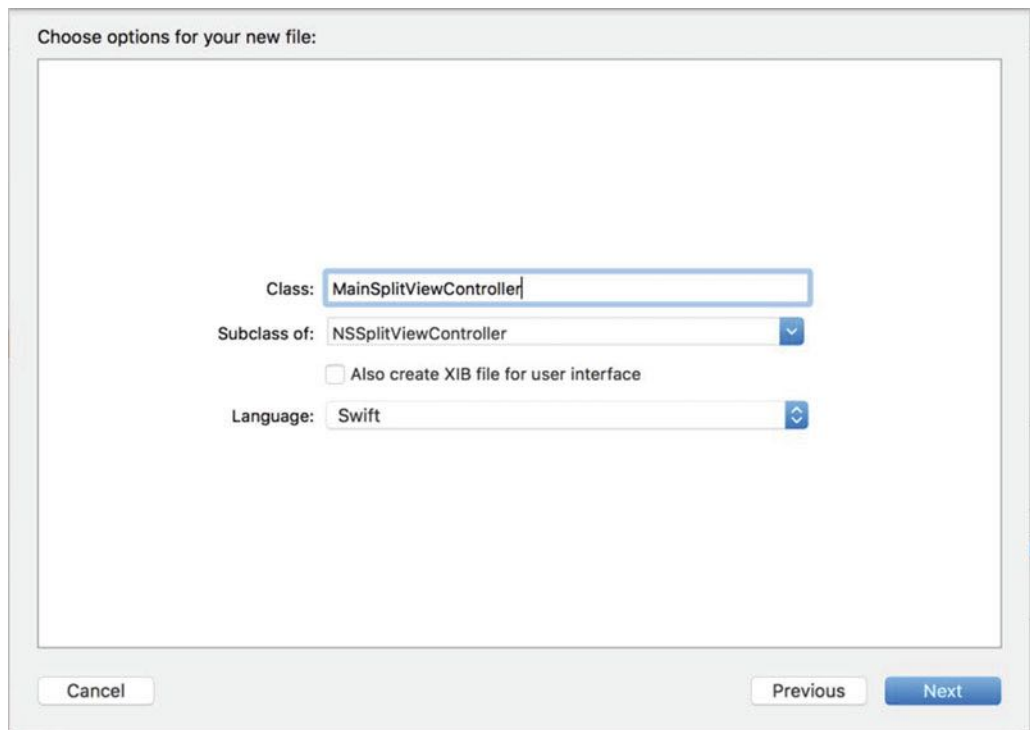 Choose options for your new file:
Class: MainSplitViewController
Subclass of: NSSplitViewController
Also create XIB file for user interface
Language: Swift
Cancel Previous Next